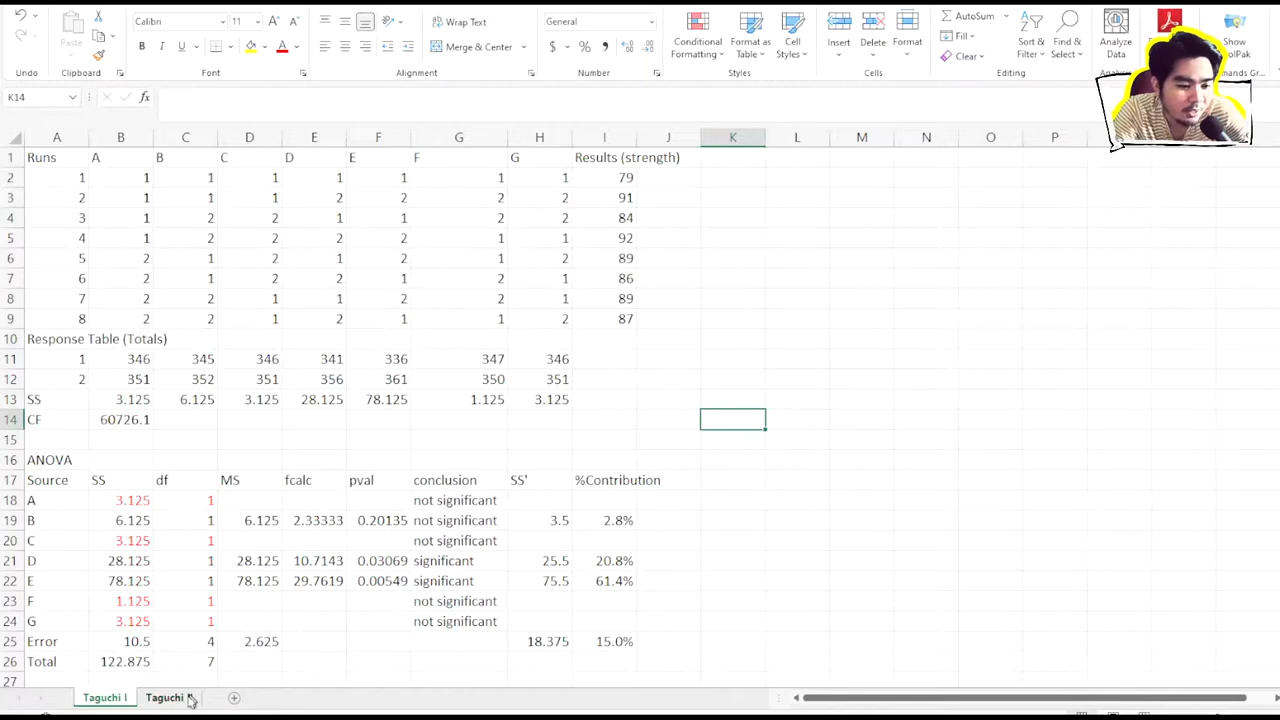 Calibri 11 A A Wrap Text General AutoSum
Paste B I U Merge & Center $ % Conditional Formatting Format as Table Cell Styles Insert Delete Format Fill Clear Sort & Filter Find & Select Analyze Data Show
Undo Clipboard Font Alignment Number Styles Cells Editing
K14 fx
A B C D E F G H I J K L M N O P
1 Runs A B C D E F G Results (strength)
2 1 1 1 1 1 1 1 1 79
3 2 1 1 1 2 2 2 2 91
4 3 1 2 2 1 1 2 2 84
5 4 1 2 2 2 2 1 1 92
6 5 2 1 2 1 2 1 2 89
7 6 2 1 2 2 1 2 1 86
8 7 2 2 1 1 2 2 1 89
9 8 2 2 1 2 1 1 2 87
10 Response Table (Totals)
11 1 346 345 346 341 336 347 346
12 2 351 352 351 356 361 350 351
13 SS 3.125 6.125 3.125 28.125 78.125 1.125 3.125
14 CF 60726.1
15
16 ANOVA
17 Source SS df MS fcalc pval conclusion SS' %Contribution
18 A 3.125 1 not significant
19 B 6.125 1 6.125 2.33333 0.20135 not significant 3.5 2.8%
20 C 3.125 1 not significant
21 D 28.125 1 28.125 10.7143 0.03069 significant 25.5 20.8%
22 E 78.125 1 78.125 29.7619 0.00549 significant 75.5 61.4%
23 F 1.125 1 not significant
24 G 3.125 1 not significant
25 Error 10.5 4 2.625 18.375 15.0%
26 Total 122.875 7
27
Taguchi I Taguchi